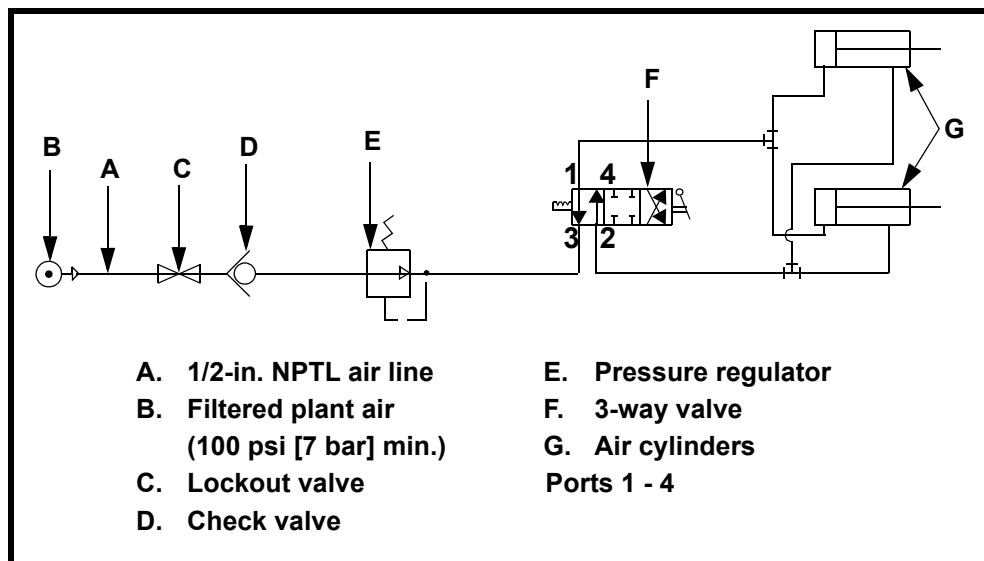 F
B
A
C
D
E
G
1 4
3 2
A. 1/2-in. NPTL air line
B. Filtered plant air
(100 psi [7 bar] min.)
C. Lockout valve
D. Check valve
E. Pressure regulator
F. 3-way valve
G. Air cylinders
Ports 1 - 4